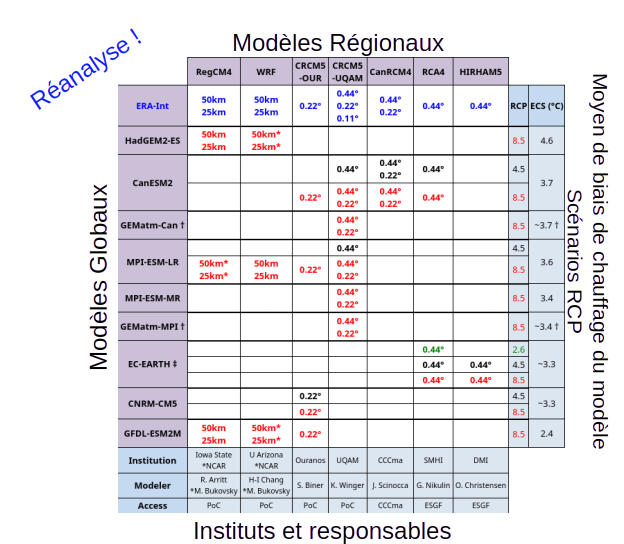 Réanalyse !
Modèles Régionaux
RegCM4 WRF CRCM5 -OUR CRCM5 -UQAM CanRCM4 RCA4 HIRHAM5
ERA-Int 50km 25km 50km 25km 0.22° 0.44° 0.22° 0.11° 0.44° 0.22° 0.44° 0.44° RCP ECS (°C)
HadGEM2-ES 50km 25km 50km* 25km* 8.5 4.6
CanESM2 0.44° 0.44° 0.22° 0.44° 4.5 3.7
0.22° 0.44° 0.22° 0.44° 0.22° 0.44° 8.5
GEMatm-Can † 0.44° 0.22° 8.5 ~3.7 †
MPI-ESM-LR 0.44° 4.5 3.6
50km* 25km* 50km 25km 0.22° 0.44° 0.22° 8.5
MPI-ESM-MR 0.44° 0.22° 8.5 3.4
GEMatm-MPI † 0.44° 0.22° 8.5 ~3.4 †
EC-EARTH ‡ 0.44° 2.6 ~3.3
0.44° 0.44° 4.5
0.44° 0.44° 8.5
CNRM-CM5 0.22° 4.5 ~3.3
0.22° 8.5
GFDL-ESM2M 50km 25km 50km* 25km* 0.22° 8.5 2.4
Institution Iowa State *NCAR U Arizona *NCAR Ouranos UQAM CCCma SMHI DMI
Modeler R. Arritt *M. Bukovsky H-I Chang *M. Bukovsky S. Biner K. Winger J. Scinocca G. Nikulin O. Christensen
Access PoC PoC PoC PoC CCCma ESGF ESGF
Modèles Globaux
Scénarios RCP
Moyen de biais de chauffage du modèle
Instituts et responsables